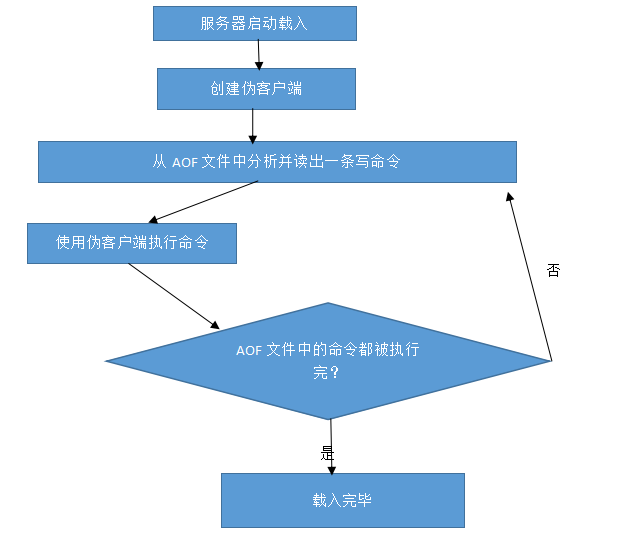 服务器启动载入
创建伪客户端
从 AOF 文件中分析并读出一条写命令
使用伪客户端执行命令
否
AOF 文件中的命令都被执行
完？
是
载入完毕